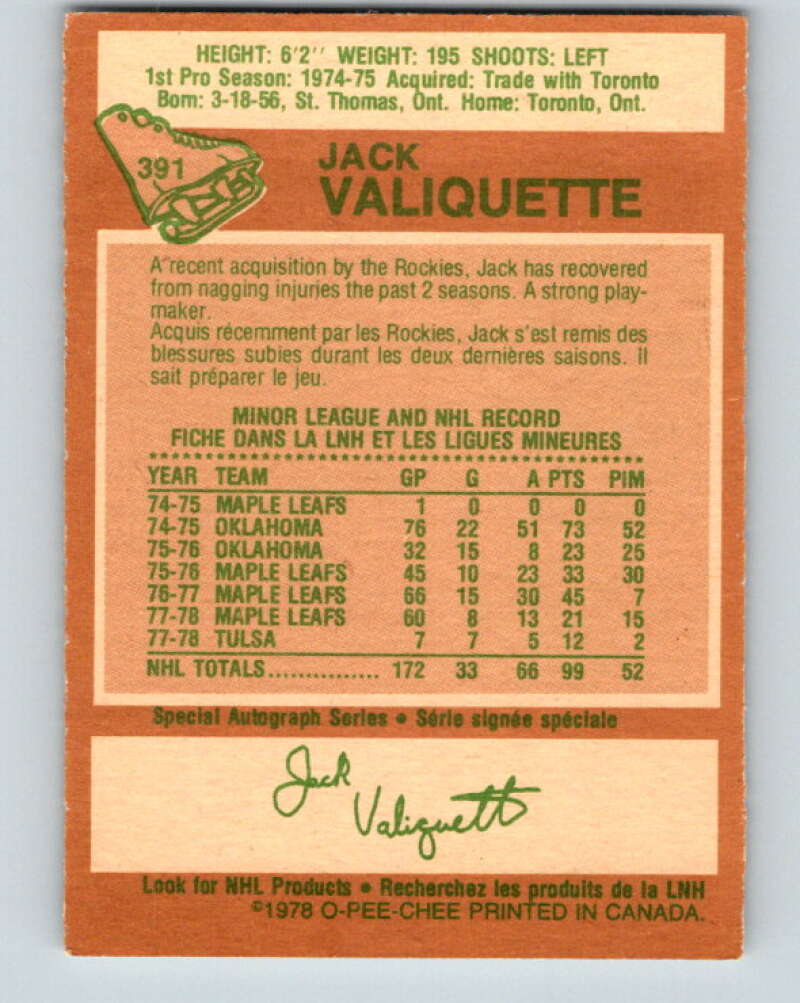 HEIGHT: 6'2'' WEIGHT: 195 SHOOTS: LEFT
1st Pro Season: 1974-75 Acquired: Trade with Toronto
Born: 3-18-56, St. Thomas, Ont. Home: Toronto, Ont.
391
JACK
VALIQUETTE
A recent acquisition by the Rockies, Jack has recovered
from nagging injuries the past 2 seasons. A strong play-
maker.
Acquis récemment par les Rockies, Jack s'est remis des
blessures subies durant les deux dernières saisons. Il
sait préparer le jeu.
MINOR LEAGUE AND NHL RECORD
FICHE DANS LA LNH ET LES LIGUES MINEURES
YEAR TEAM GP G A PTS PIM
74-75 MAPLE LEAFS 1 0 0 0 0
74-75 OKLAHOMA 76 22 51 73 52
75-76 OKLAHOMA 32 15 8 23 25
75-76 MAPLE LEAFS 45 10 23 33 30
76-77 MAPLE LEAFS 66 15 30 45 7
77-78 MAPLE LEAFS 60 8 13 21 15
77-78 TULSA 7 7 5 12 2
NHL TOTALS............... 172 33 66 99 52
Special Autograph Series • Série signée spéciale
Jack
Valiquett
Look for NHL Products • Recherchez les produits de la LNH
©1978 O-PEE-CHEE PRINTED IN CANADA.